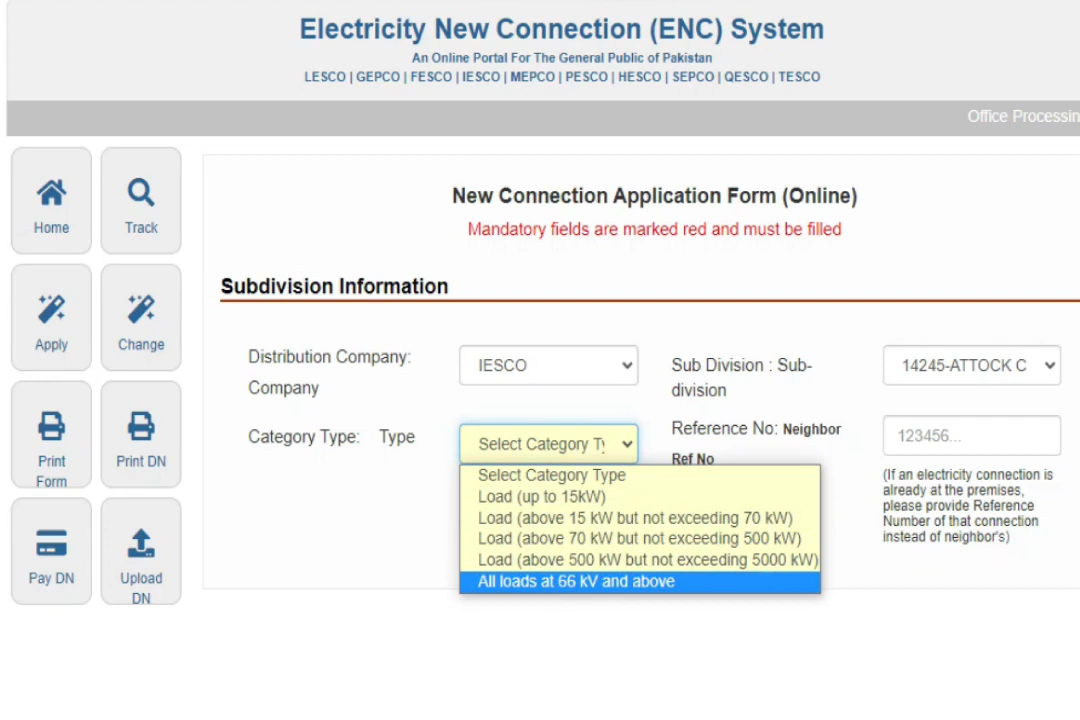 Electricity New Connection (ENC) System
An Online Portal For The General Public of Pakistan
LESCO | GEPCO | FESCO | IESCO | MEPCO | PESCO | HESCO | SEPCO | QESCO | TESCO
Office Processin
Home
Track
Apply
Change
Print
Form
Print DN
Pay DN
Upload
DN
New Connection Application Form (Online)
Mandatory fields are marked red and must be filled
Subdivision Information
Distribution Company:
Company
IESCO
Sub Division : Sub-
division
14245-ATTOCK C
Category Type: Type
Select Category Ty
Reference No: Neighbor
Ref No
123456...
(If an electricity connection is
already at the premises,
please provide Reference
Number of that connection
instead of neighbor's)
Select Category Type
Load (up to 15kW)
Load (above 15 kW but not exceeding 70 kW)
Load (above 70 kW but not exceeding 500 kW)
Load (above 500 kW but not exceeding 5000 kW)
All loads at 66 kV and above